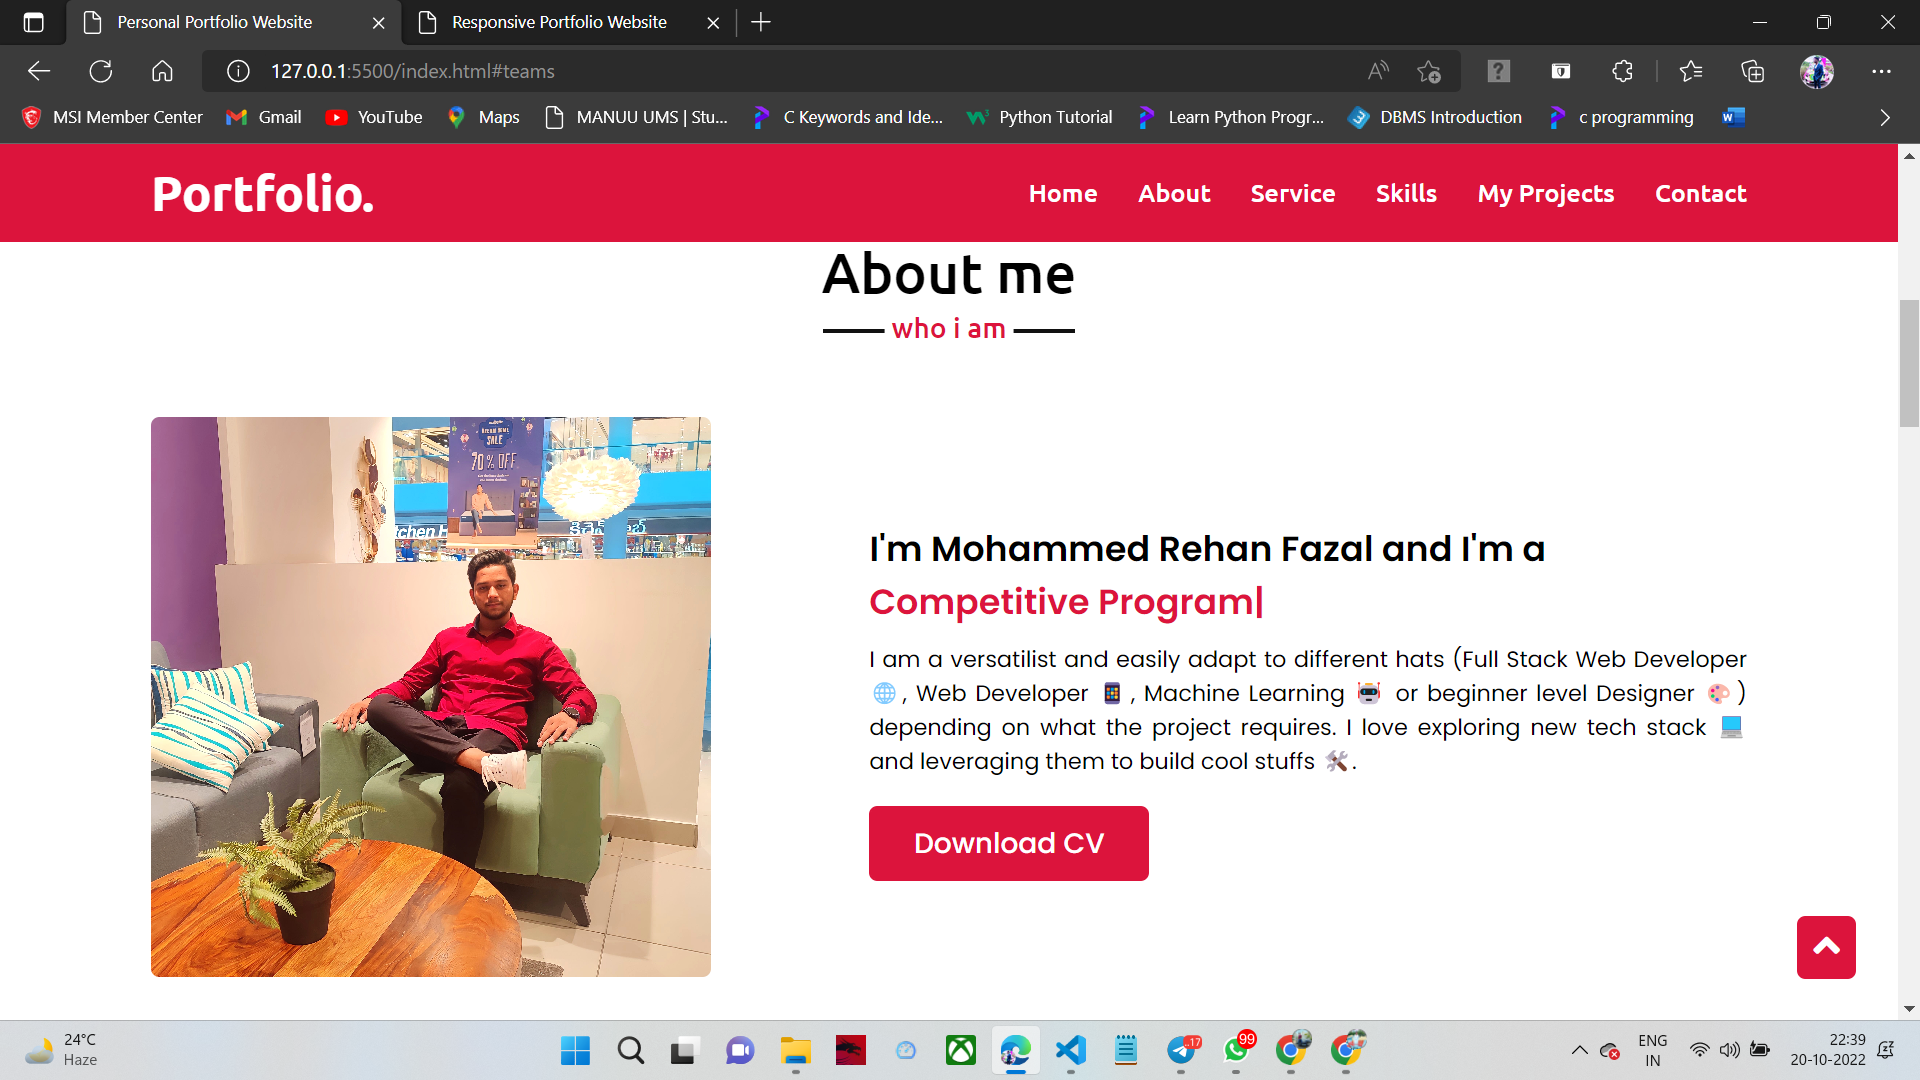 Personal Portfolio Website
Responsive Portfolio Website
127.0.0.1:5500/index.html#teams
MSI Member Center
Gmail
YouTube
Maps
MANUU UMS | Stu...
C Keywords and Ide...
Python Tutorial
Learn Python Progr...
DBMS Introduction
c programming
Portfolio.
Home
About
Service
Skills
My Projects
Contact
About me
who i am
SALE
70% OFF
I'm Mohammed Rehan Fazal and I'm a
Competitive Program|
I am a versatilist and easily adapt to different hats (Full Stack Web Developer
🌐, Web Developer 📱, Machine Learning 🤖 or beginner level Designer 🎨)
depending on what the project requires. I love exploring new tech stack 💻
and leveraging them to build cool stuffs 🛠️.
Download CV
24°C
Haze
17
99
ENG
IN
22:39
20-10-2022